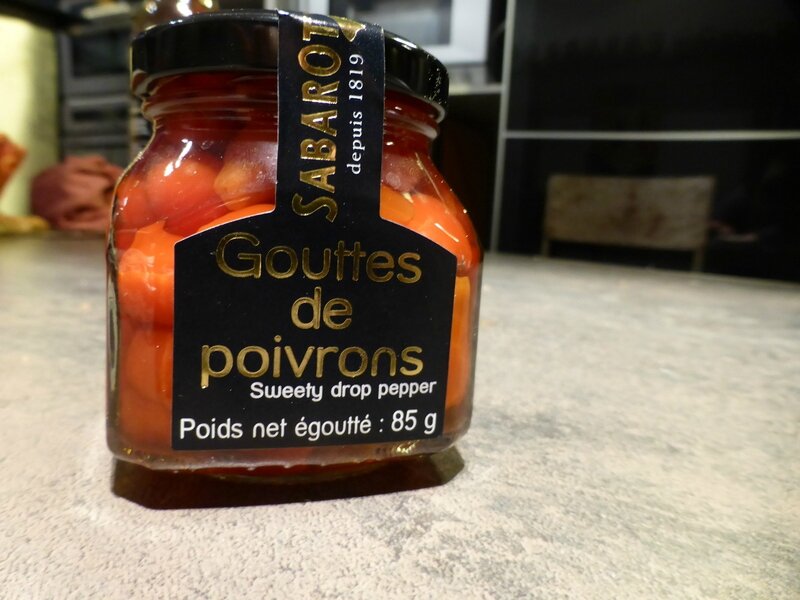 SABAROT
depuis 1819
Gouttes
de
poivrons
Sweety drop pepper
Poids net égoutté : 85 g